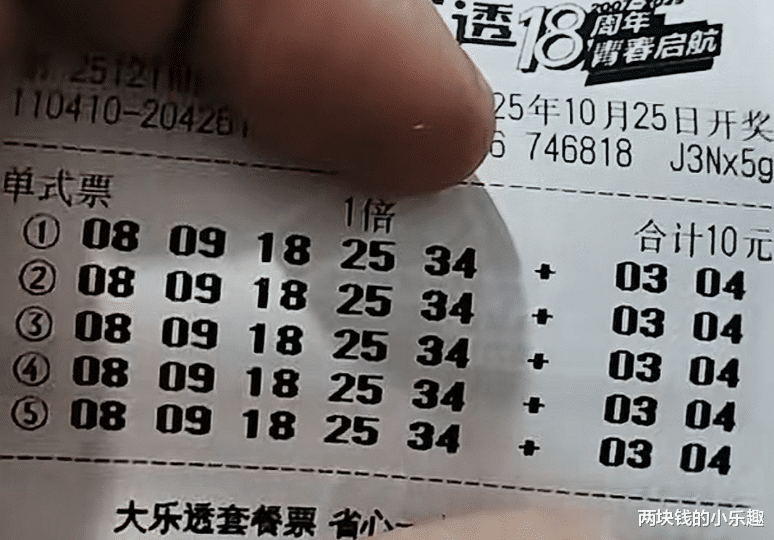 透18周年
青春启航
110410-20426
25年10月25日开奖
6 746818 J3Nx5g
单式票 1倍 合计10元
① 08 09 18 25 34 + 03 04
② 08 09 18 25 34 + 03 04
③ 08 09 18 25 34 + 03 04
④ 08 09 18 25 34 + 03 04
⑤ 08 09 18 25 34 + 03 04
大乐透套餐票 省心
两块钱的小乐趣